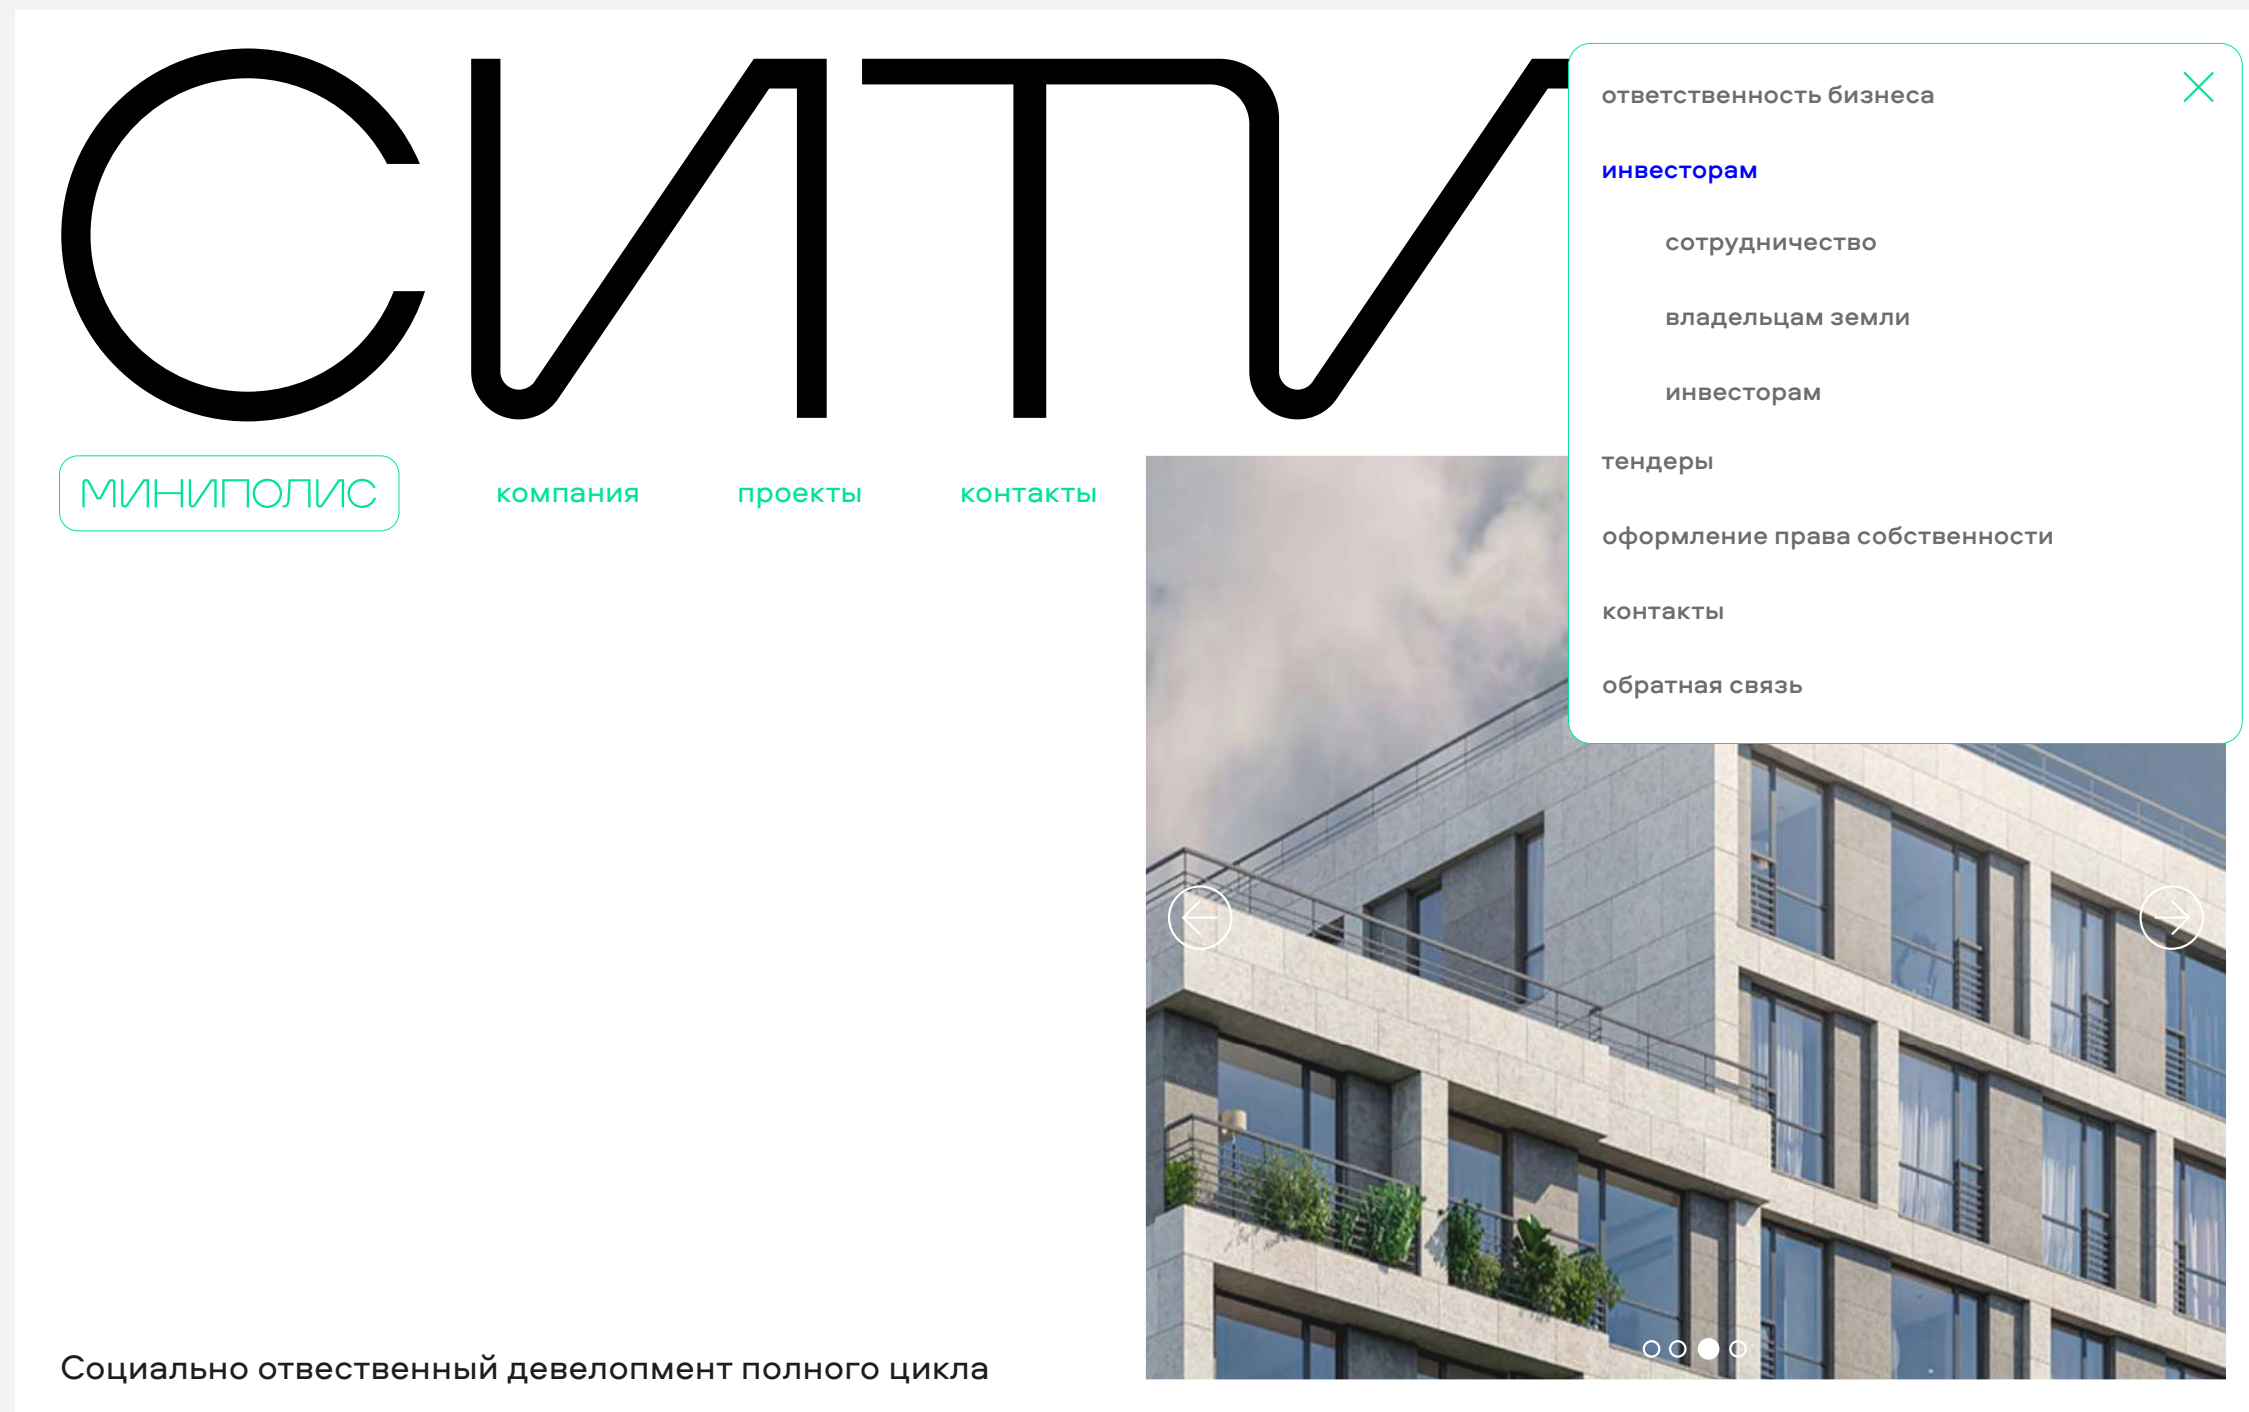 СИТИ
МИНИПОЛИС
компания
проекты
контакты
ответственность бизнеса
инвесторам
сотрудничество
владельцам земли
инвесторам
тендеры
оформление права собственности
контакты
обратная связь
Социально отвественный девелопмент полного цикла